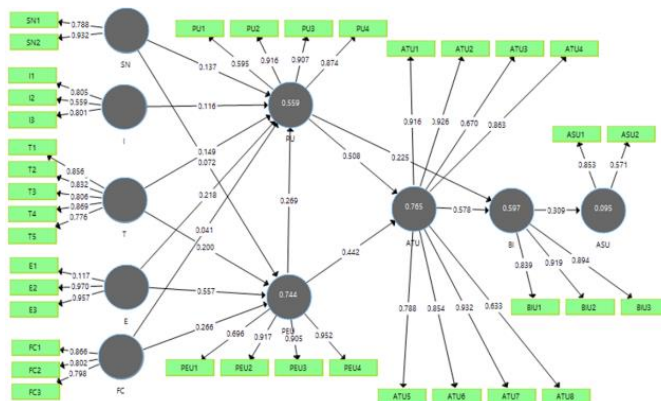 SN1
SN2
0.788
0.932
SN
I1
I2
I3
0.805
0.559
0.801
I
T1
T2
T3
T4
T5
0.856
0.832
0.806
0.869
0.776
T
E1
E2
E3
0.117
0.970
0.957
E
FC1
FC2
FC3
0.866
0.802
0.798
FC
0.137
0.116
0.149
0.072
0.218
0.041
0.200
0.557
0.266
PU1
PU2
PU3
PU4
0.595
0.916
0.907
0.874
0.559
PU
0.269
0.744
PEU
0.696
0.917
0.905
0.952
PEU1
PEU2
PEU3
PEU4
0.508
0.225
0.442
ATU1
ATU2
ATU3
ATU4
0.916
0.926
0.670
0.863
0.765
ATU
0.788
0.854
0.932
0.633
ATU5
ATU6
ATU7
ATU8
0.578
0.597
BI
0.839
0.919
0.894
BIU1
BIU2
BIU3
0.309
ASU1
ASU2
0.853
0.571
0.095
ASU